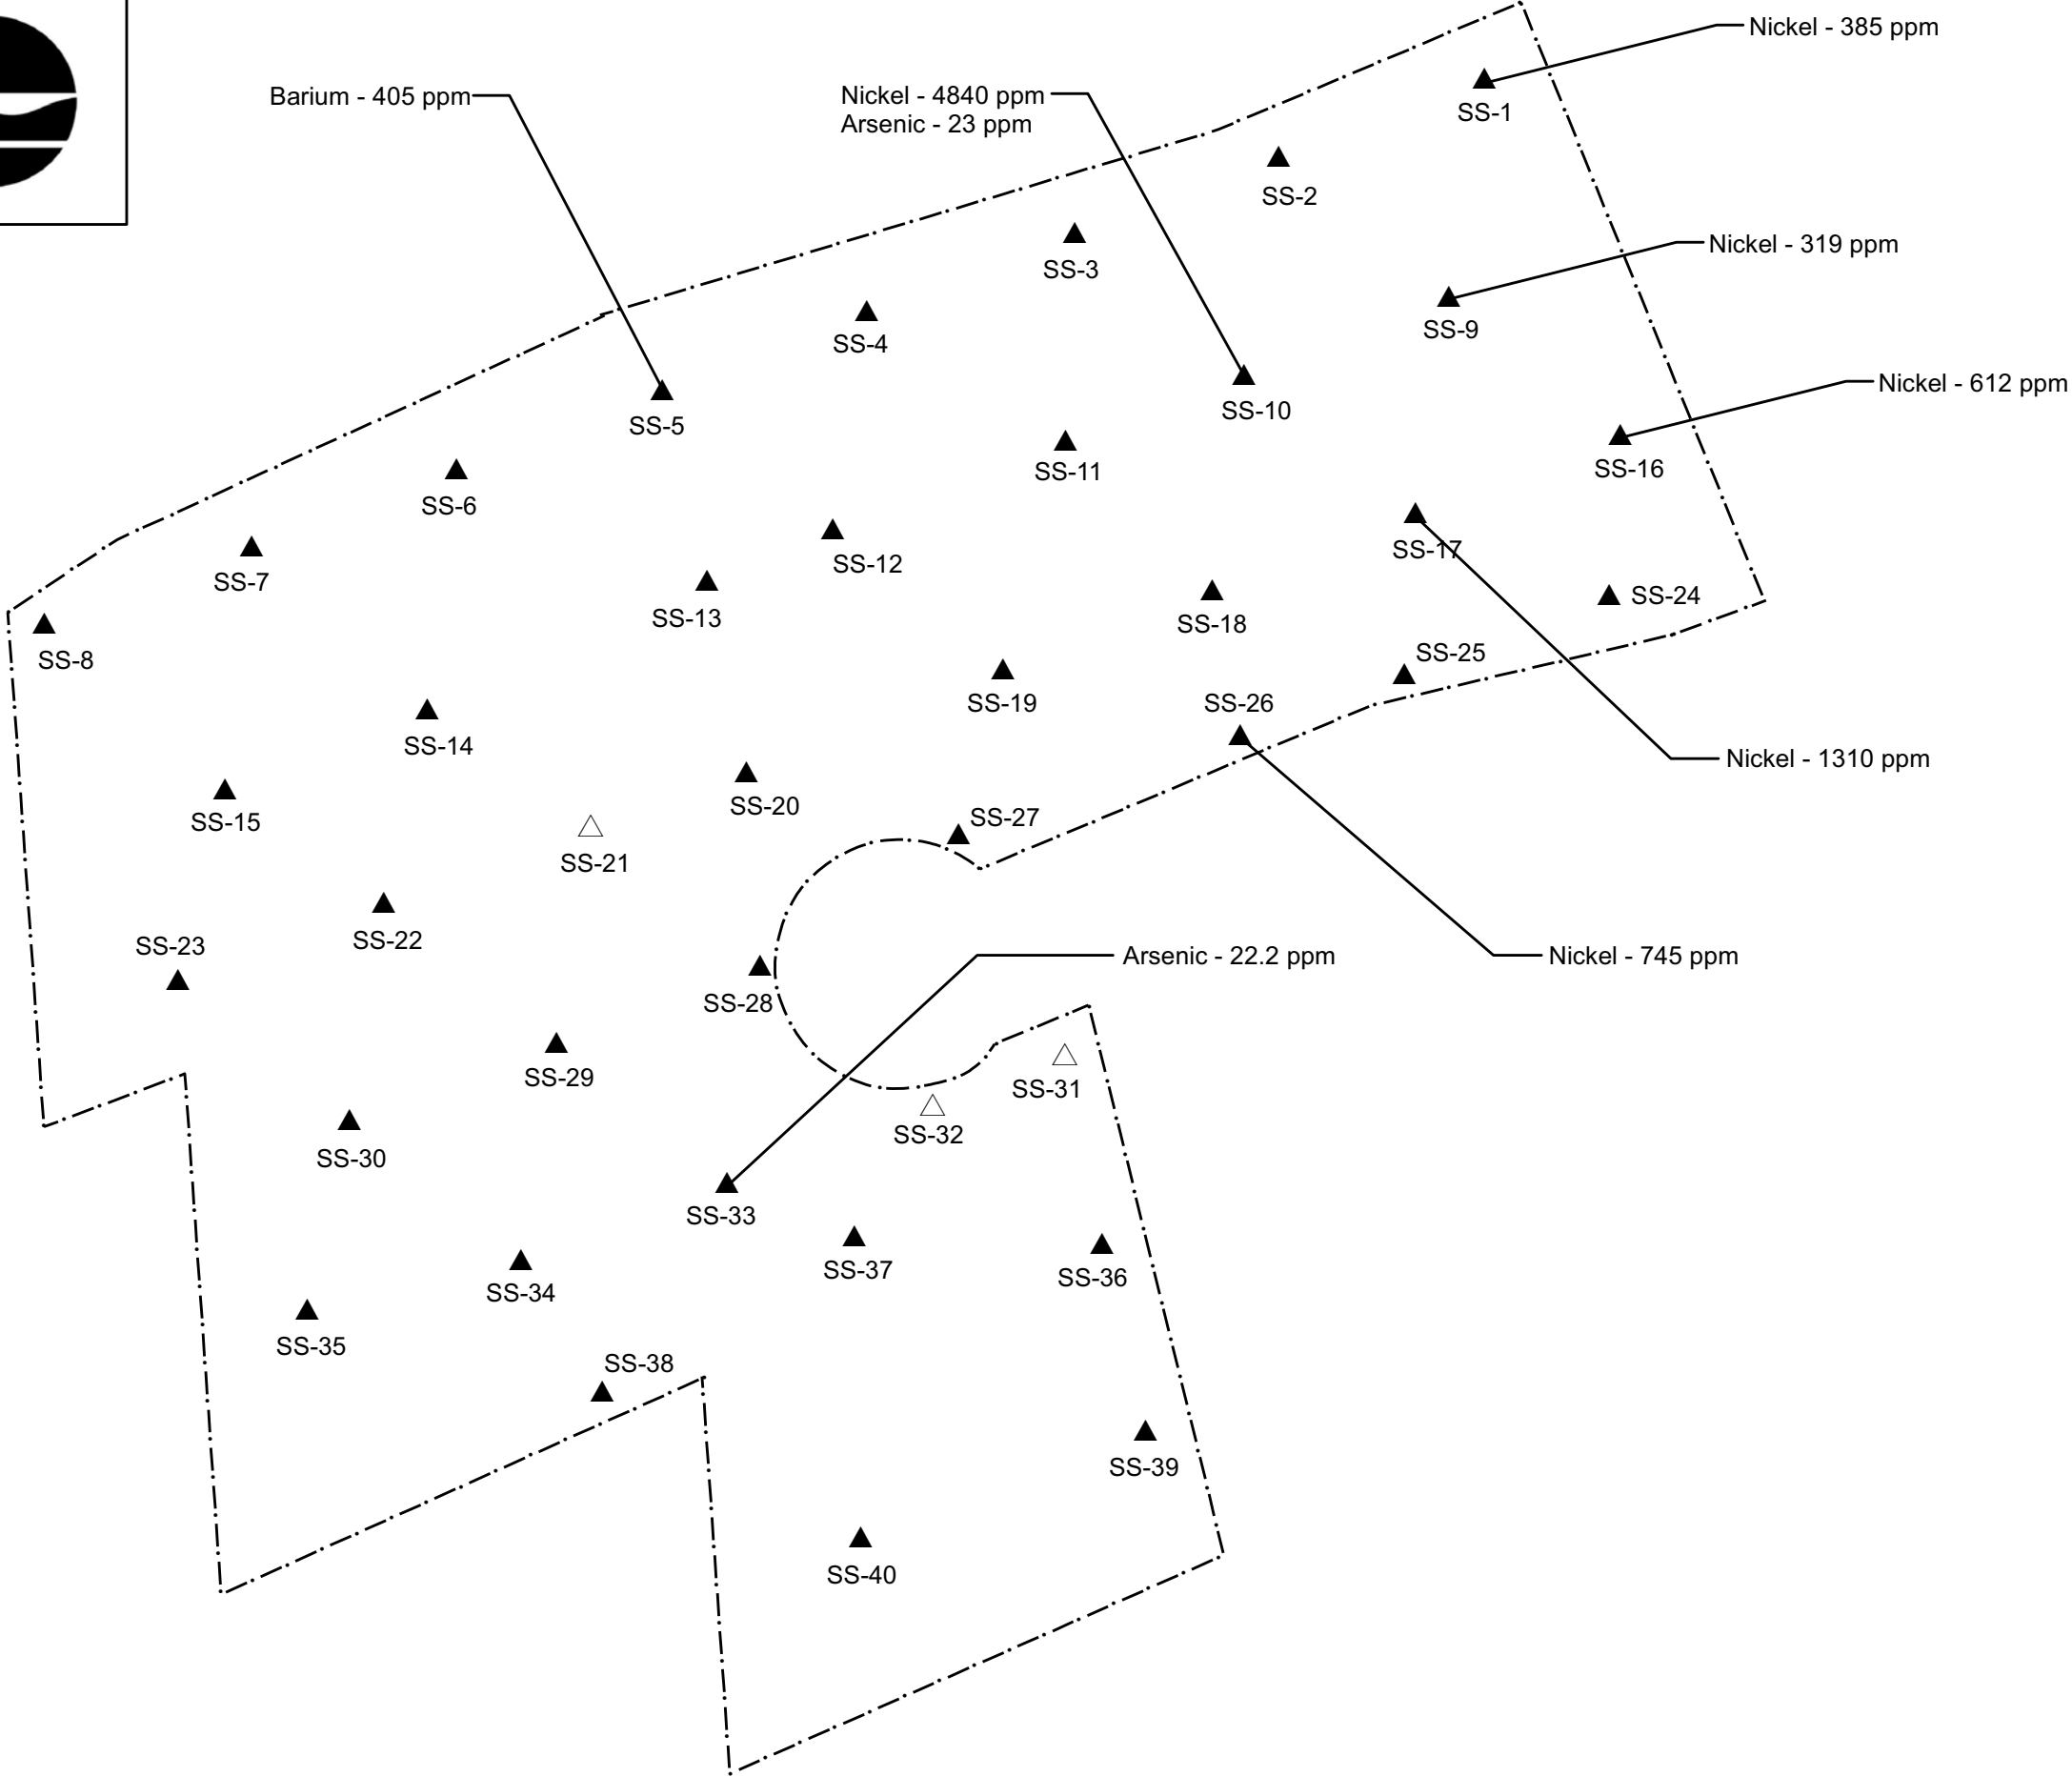 Nickel - 385 ppm
Barium - 405 ppm
Nickel - 4840 ppm
Arsenic - 23 ppm
SS-1
SS-2
Nickel - 319 ppm
SS-3
SS-9
SS-4
Nickel - 612 ppm
SS-10
SS-5
SS-16
SS-11
SS-6
SS-17
SS-12
SS-7
SS-24
SS-13
SS-18
SS-25
SS-8
SS-19
SS-26
SS-14
Nickel - 1310 ppm
SS-20
SS-27
SS-15
SS-21
SS-22
SS-23
Arsenic - 22.2 ppm
Nickel - 745 ppm
SS-28
SS-29
SS-31
SS-32
SS-30
SS-33
SS-37
SS-36
SS-34
SS-35
SS-38
SS-39
SS-40